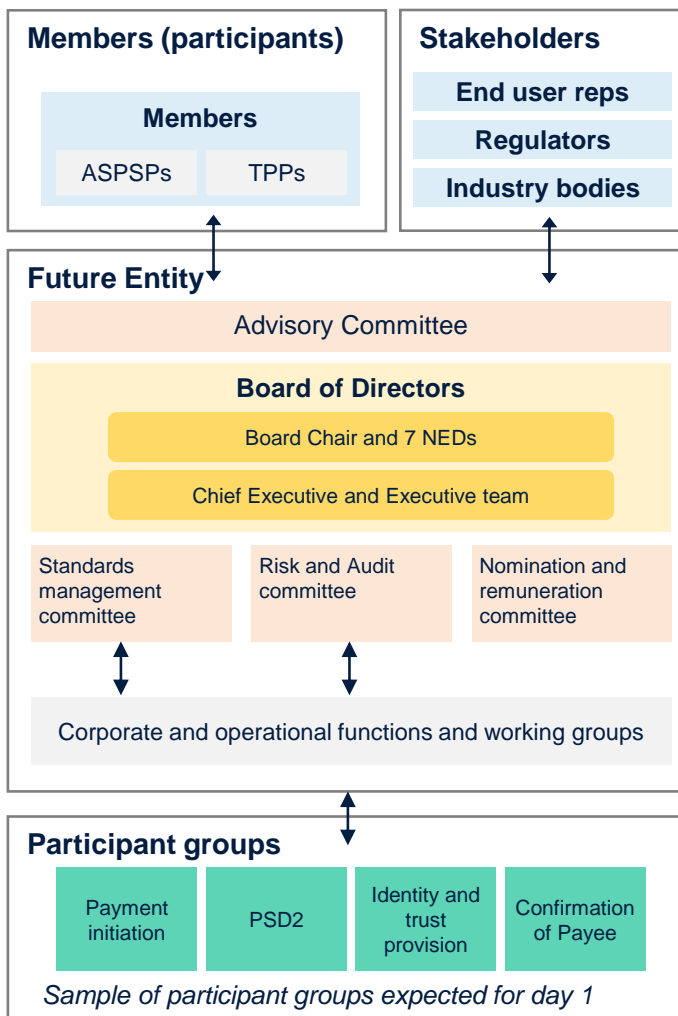 Members (participants)
Members
ASPSPs
TPPs
Stakeholders
End user reps
Regulators
Industry bodies
Future Entity
Advisory Committee
Board of Directors
Board Chair and 7 NEDs
Chief Executive and Executive team
Standards
management
committee
Risk and Audit
committee
Nomination and
remuneration
committee
Corporate and operational functions and working groups
Participant groups
Payment
initiation
PSD2
Identity and
trust
provision
Confirmation
of Payee
Sample of participant groups expected for day 1